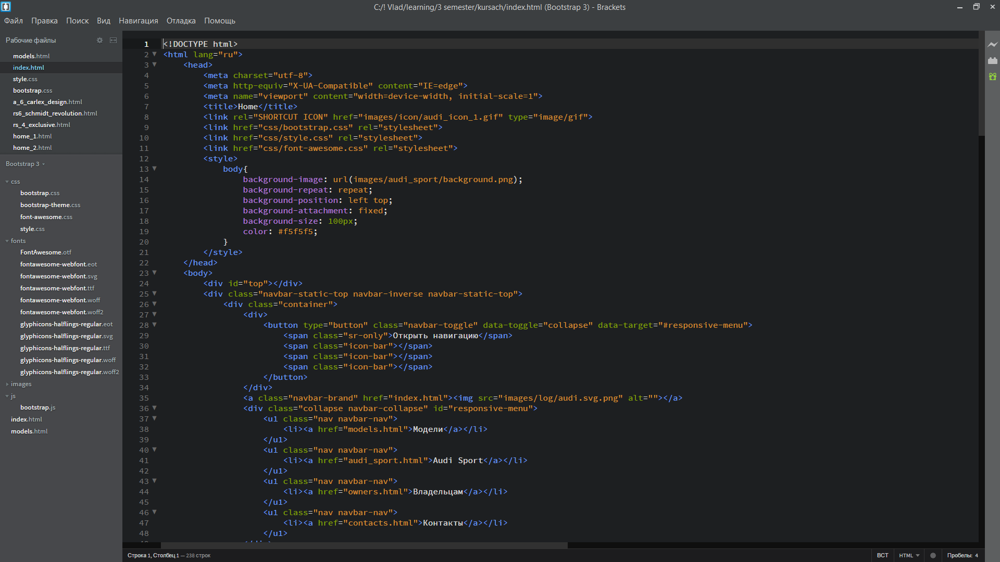 C:/! Vlad/learning/3 semester/kursach/index.html (Bootstrap 3) - Brackets
Файл Правка Поиск Вид Навигация Отладка Помощь
Рабочие файлы
models.html
index.html
style.css
bootstrap.css
a_6_carlex_design.html
rs6_schmidt_revolution.html
rs_4_exclusive.html
home_1.html
home_2.html
Bootstrap 3
css
bootstrap.css
bootstrap-theme.css
font-awesome.css
style.css
fonts
FontAwesome.otf
fontawesome-webfont.eot
fontawesome-webfont.svg
fontawesome-webfont.ttf
fontawesome-webfont.woff
fontawesome-webfont.woff2
glyphicons-halflings-regular.eot
glyphicons-halflings-regular.svg
glyphicons-halflings-regular.ttf
glyphicons-halflings-regular.woff
glyphicons-halflings-regular.woff2
images
js
bootstrap.js
index.html
models.html
1 <!DOCTYPE html>
2 <html lang="ru">
3 <head>
4 <meta charset="utf-8">
5 <meta http-equiv="X-UA-Compatible" content="IE=edge">
6 <meta name="viewport" content="width=device-width, initial-scale=1">
7 <title>Home</title>
8 <link rel="SHORTCUT ICON" href="images/icon/audi_icon_1.gif" type="image/gif">
9 <link href="css/bootstrap.css" rel="stylesheet">
10 <link href="css/style.css" rel="stylesheet">
11 <link href="css/font-awesome.css" rel="stylesheet">
12 <style>
13 body{
14 background-image: url(images/audi_sport/background.png);
15 background-repeat: repeat;
16 background-position: left top;
17 background-attachment: fixed;
18 background-size: 100px;
19 color: #f5f5f5;
20 }
21 </style>
22 </head>
23 <body>
24 <div id="top"></div>
25 <div class="navbar-static-top navbar-inverse navbar-static-top">
26 <div class="container">
27 <div>
28 <button type="button" class="navbar-toggle" data-toggle="collapse" data-target="#responsive-menu">
29 <span class="sr-only">Открыть навигацию</span>
30 <span class="icon-bar"></span>
31 <span class="icon-bar"></span>
32 <span class="icon-bar"></span>
33 </button>
34 </div>
35 <a class="navbar-brand" href="index.html"><img src="images/log/audi.svg.png" alt=""></a>
36 <div class="collapse navbar-collapse" id="responsive-menu">
37 <u1 class="nav navbar-nav">
38 <li><a href="models.html">Модели</a></li>
39 </u1>
40 <u1 class="nav navbar-nav">
41 <li><a href="audi_sport.html">Audi Sport</a></li>
42 </u1>
43 <u1 class="nav navbar-nav">
44 <li><a href="owners.html">Владельцам</a></li>
45 </u1>
46 <u1 class="nav navbar-nav">
47 <li><a href="contacts.html">Контакты</a></li>
48 </u1>
Строка 1, Столбец 1 — 238 строк
ВСТ HTML Пробелы: 4